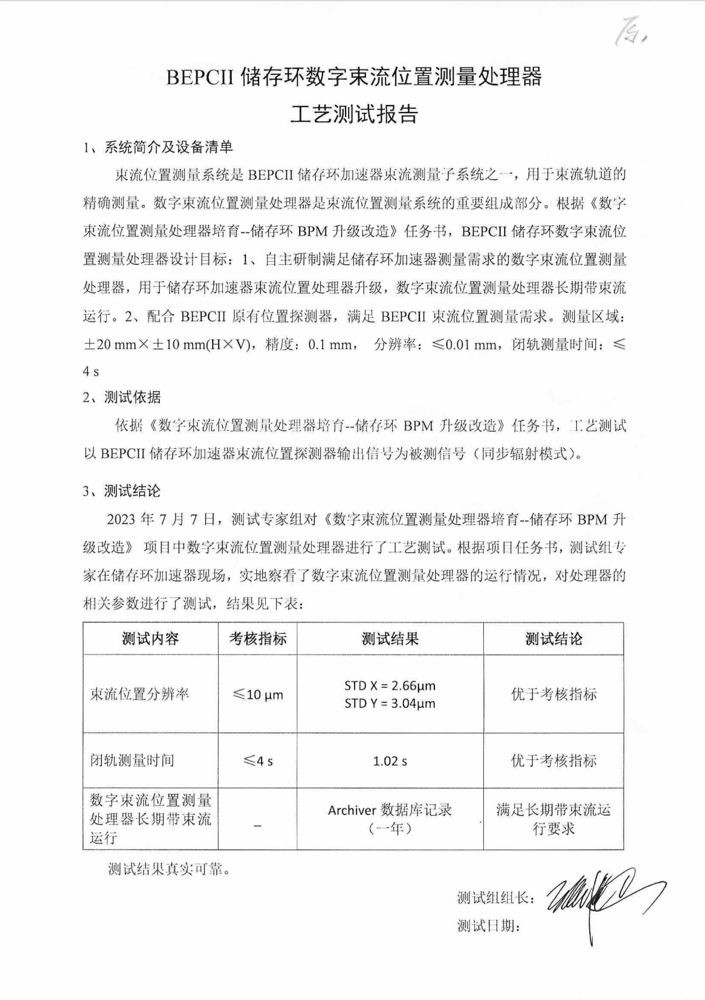 BEPCII 储存环数字束流位置测量处理器
工艺测试报告
1、系统简介及设备清单
束流位置测量系统是 BEPCII 储存环加速器束流测量子系统之一，用于束流轨道的
精确测量。数字束流位置测量处理器是束流位置测量系统的重要组成部分。根据《数字
束流位置测量处理器培育--储存环 BPM 升级改造》任务书，BEPCII 储存环数字束流位
置测量处理器设计目标：1、自主研制满足储存环加速器测量需求的数字束流位置测量
处理器，用于储存环加速器束流位置处理器升级，数字束流位置测量处理器长期带束流
运行。2、配合 BEPCII 原有位置探测器，满足 BEPCII 束流位置测量需求。测量区域：
±20 mm×±10 mm(H×V)，精度：0.1 mm， 分辨率：≤0.01 mm，闭轨测量时间：≤
4 s
2、测试依据
依据《数字束流位置测量处理器培育--储存环 BPM 升级改造》任务书，工艺测试
以 BEPCII 储存环加速器束流位置探测器输出信号为被测信号（同步辐射模式）。
3、测试结论
2023 年 7 月 7 日，测试专家组对《数字束流位置测量处理器培育--储存环 BPM 升
级改造》 项目中数字束流位置测量处理器进行了工艺测试。根据项目任务书，测试组专
家在储存环加速器现场，实地察看了数字束流位置测量处理器的运行情况，对处理器的
相关参数进行了测试，结果见下表：
测试内容 考核指标 测试结果 测试结论
束流位置分辨率 ≤10 μm STD X = 2.66μm
STD Y = 3.04μm 优于考核指标
闭轨测量时间 ≤4 s 1.02 s 优于考核指标
数字束流位置测量
处理器长期带束流
运行
–
Archiver 数据库记录
（一年）
满足长期带束流运
行要求
测试结果真实可靠。
测试组组长：
测试日期：